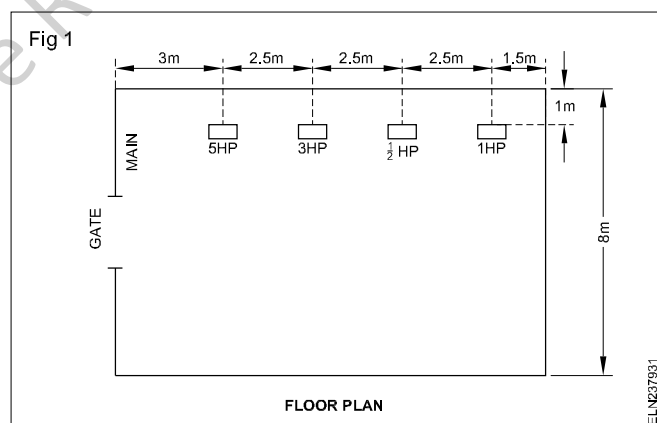 Fig 1
3m 2.5m 2.5m 2.5m 1.5m
1m
MAIN
5HP 3HP 1/2 HP 1HP
GATE
8m
FLOOR PLAN
ELN237931